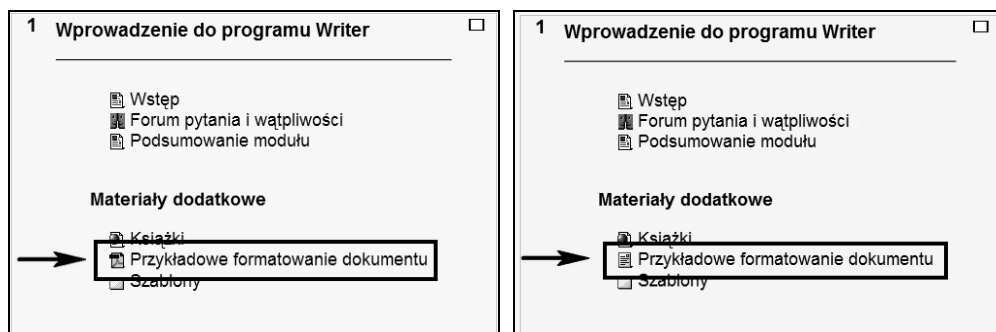 1 Wprowadzenie do programu Writer
Wstęp
Forum pytania i wątpliwości
Podsumowanie modułu
Materiały dodatkowe
Książki
Przykładowe formatowanie dokumentu
Szablony
1 Wprowadzenie do programu Writer
Wstęp
Forum pytania i wątpliwości
Podsumowanie modułu
Materiały dodatkowe
Książki
Przykładowe formatowanie dokumentu
Szablony